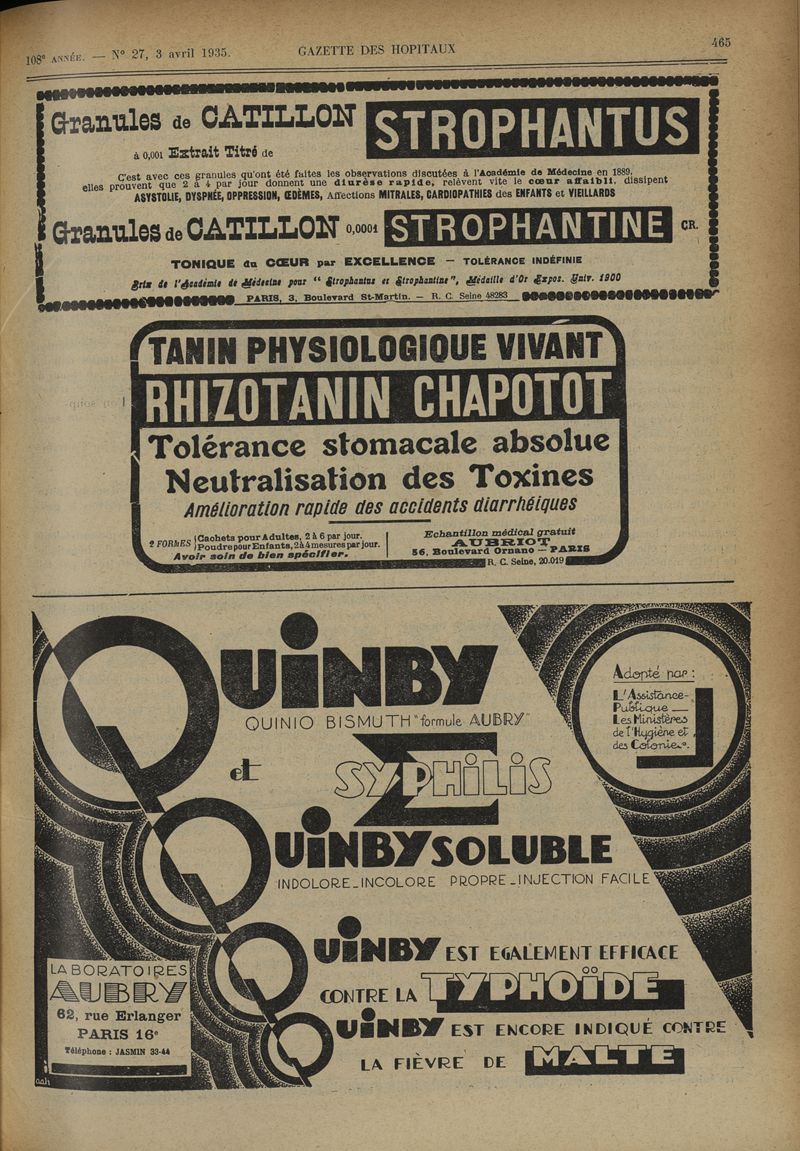 108e ANNÉE. — N° 27, 3 avril 1935.
GAZETTE DES HOPITAUX
465
Granules de CATILLON
à 0,001 Extrait Titré de
STROPHANTUS
C'est avec ces granules qu'ont été faites les observations discutées à l'Académie de Médecine en 1889,
elles prouvent que 2 à 4 par jour donnent une diurèse rapide, relèvent vite le cœur affaibli, dissipent
ASYSTOLIE, DYSPNÉE, OPPRESSION, ŒDÈMES, Affections MITRALES, CARDIOPATHIES des ENFANTS et VIEILLARDS
Granules de CATILLON 0,0001 STROPHANTINE CR.
TONIQUE du CŒUR par EXCELLENCE — TOLÉRANCE INDÉFINIE
Prix de l'Académie de Médecine pour "Strophantus et Strophantine", Médaille d'Or Expos. Univ. 1900
PARIS, 3, Boulevard St-Martin. — R. C. Seine 48283
TANIN PHYSIOLOGIQUE VIVANT
RHIZOTANIN CHAPOTOT
Tolérance stomacale absolue
Neutralisation des Toxines
Amélioration rapide des accidents diarrhéiques
2 FORMES
Cachets pour Adultes, 2 à 6 par jour.
Poudre pour Enfants, 2 à 4 mesures par jour.
Avoir soin de bien spécifier.
Echantillon médical gratuit
AUBRIOT
56, Boulevard Ornano — PARIS
R. C. Seine, 20.019
QUINBY
QUINIO BISMUTH "formule AUBRY"
Adopté par :
L'Assistance-
Publique —
Les Ministères
de l'Hygiène et
des Colonies.
et
Σ
SYPHILIS
QUINBY SOLUBLE
INDOLORE_INCOLORE PROPRE_INJECTION FACILE
QUINBY EST EGALEMENT EFFICACE
CONTRE LA TYPHOÏDE
QUINBY EST ENCORE INDIQUÉ CONTRE
LA FIÈVRE DE MALTE
LABORATOIRES
AUBRY
62, rue Erlanger
PARIS 16e
Téléphone : JASMIN 33-44